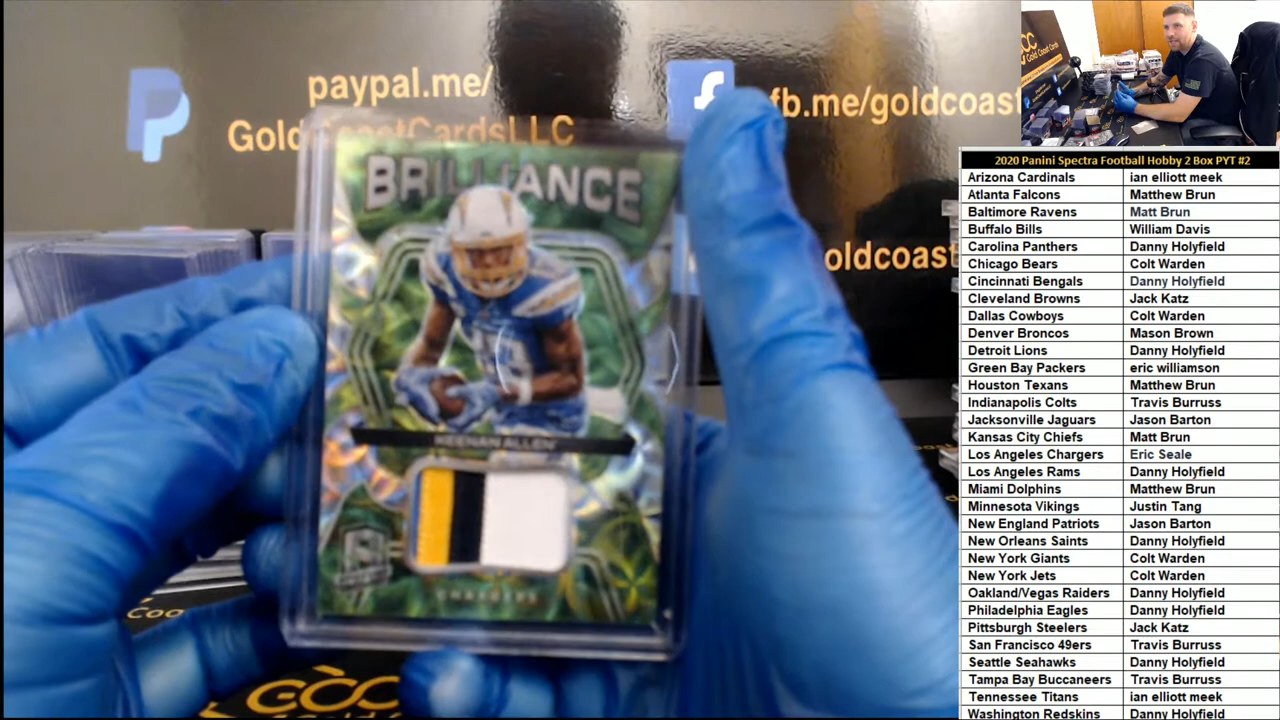 paypal.me/
GoldCoastCardsLLC
f
fb.me/goldcoast
oldcoast
BRILLIANCE
KEENAN ALLEN
GCC
Gold Coast Cards
GCC
2020 Panini Spectra Football Hobby 2 Box PYT #2
Arizona Cardinals ian elliott meek
Atlanta Falcons Matthew Brun
Baltimore Ravens Matt Brun
Buffalo Bills William Davis
Carolina Panthers Danny Holyfield
Chicago Bears Colt Warden
Cincinnati Bengals Danny Holyfield
Cleveland Browns Jack Katz
Dallas Cowboys Colt Warden
Denver Broncos Mason Brown
Detroit Lions Danny Holyfield
Green Bay Packers eric williamson
Houston Texans Matthew Brun
Indianapolis Colts Travis Burruss
Jacksonville Jaguars Jason Barton
Kansas City Chiefs Matt Brun
Los Angeles Chargers Eric Seale
Los Angeles Rams Danny Holyfield
Miami Dolphins Matthew Brun
Minnesota Vikings Justin Tang
New England Patriots Jason Barton
New Orleans Saints Danny Holyfield
New York Giants Colt Warden
New York Jets Colt Warden
Oakland/Vegas Raiders Danny Holyfield
Philadelphia Eagles Danny Holyfield
Pittsburgh Steelers Jack Katz
San Francisco 49ers Travis Burruss
Seattle Seahawks Danny Holyfield
Tampa Bay Buccaneers Travis Burruss
Tennessee Titans ian elliott meek
Washington Redskins Danny Holyfield